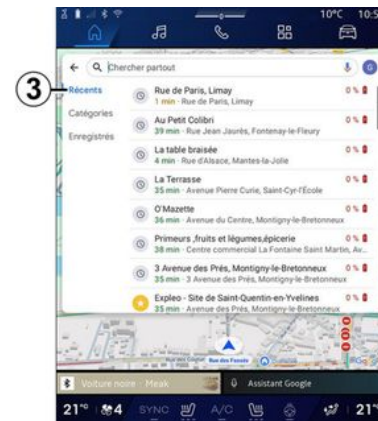 10°C 10:5
Chercher partout
G
3
Récents
Catégories
Enregistrés
Rue de Paris, Limay
1 min · Rue de Paris, Limay
0 %
Au Petit Colibri
39 min · Rue Jean Jaurès, Fontenay-le-Fleury
0 %
La table braisée
4 min · Rue d'Alsace, Mantes-la-Jolie
0 %
La Terrasse
35 min · Avenue Pierre Curie, Saint-Cyr-l'École
0 %
O'Mazette
36 min · Avenue du Centre, Montigny-le-Bretonneux
0 %
Primeurs ,fruits et légumes,épicerie
38 min · Centre commercial La Fontaine Saint Martin, Av...
0 %
3 Avenue des Prés, Montigny-le-Bretonneux
35 min · 3 Avenue des Prés, Montigny-le-Bretonneux
0 %
Expleo - Site de Saint-Quentin-en-Yvelines
35 min · Avenue des Prés, Montigny-le-Bretonneux
0 %
Rue des Fossés
Voiture noire · Meak
Assistant Google
21°° 4 SYNC A/C 21°